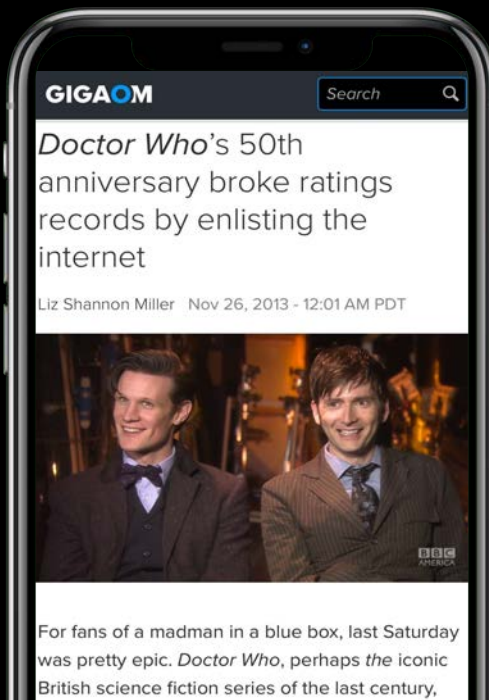 GIGAOM
Search
Doctor Who's 50th
anniversary broke ratings
records by enlisting the
internet
Liz Shannon Miller Nov 26, 2013 - 12:01 AM PDT
BBC
AMERICA
For fans of a madman in a blue box, last Saturday
was pretty epic. Doctor Who, perhaps the iconic
British science fiction series of the last century,